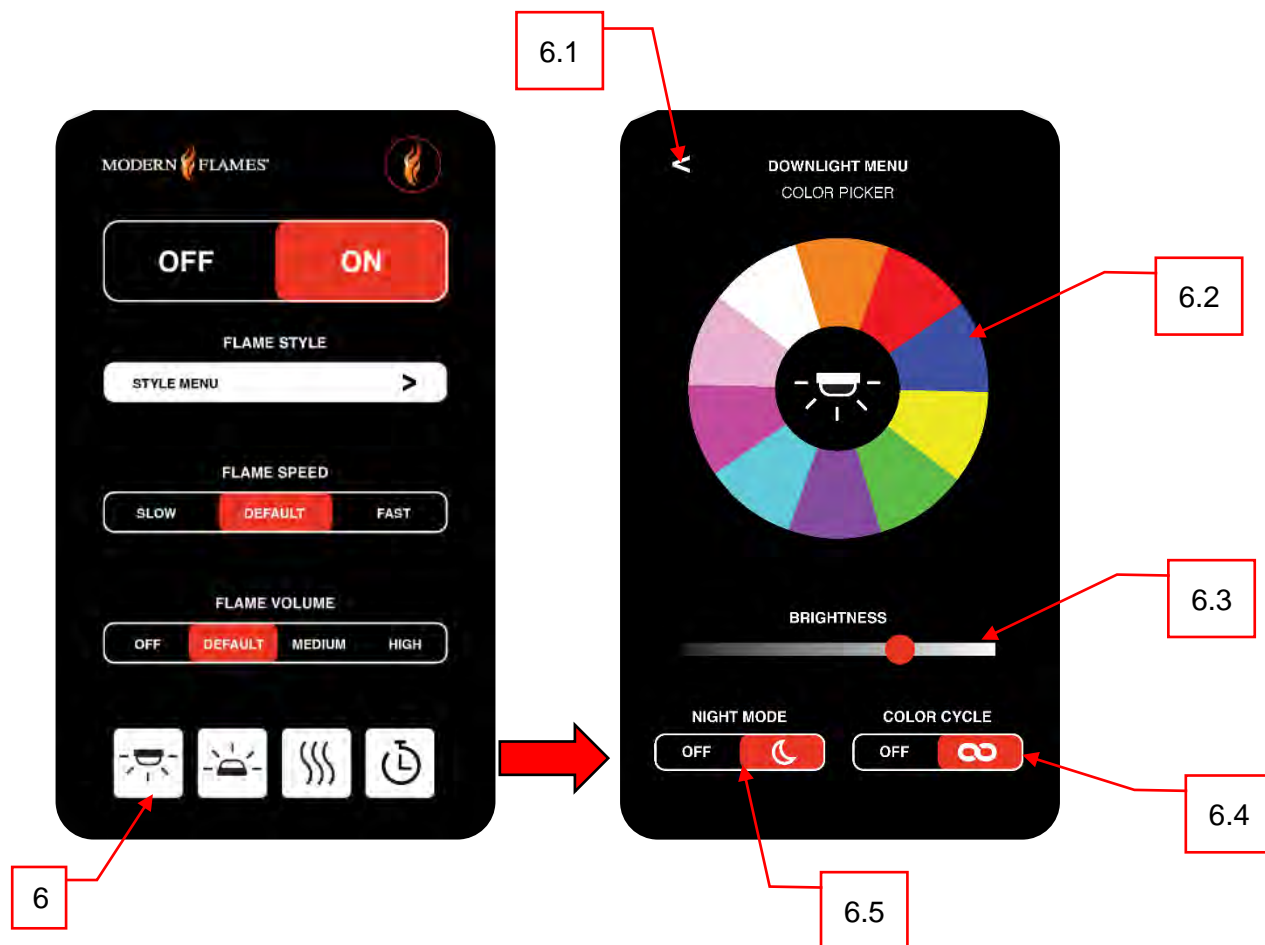 6.1
MODERN FLAMES®
OFF ON
FLAME STYLE
STYLE MENU >
FLAME SPEED
SLOW DEFAULT FAST
FLAME VOLUME
OFF DEFAULT MEDIUM HIGH
6
<
DOWNLIGHT MENU
COLOR PICKER
6.2
BRIGHTNESS
6.3
NIGHT MODE COLOR CYCLE
OFF OFF
6.4
6.5